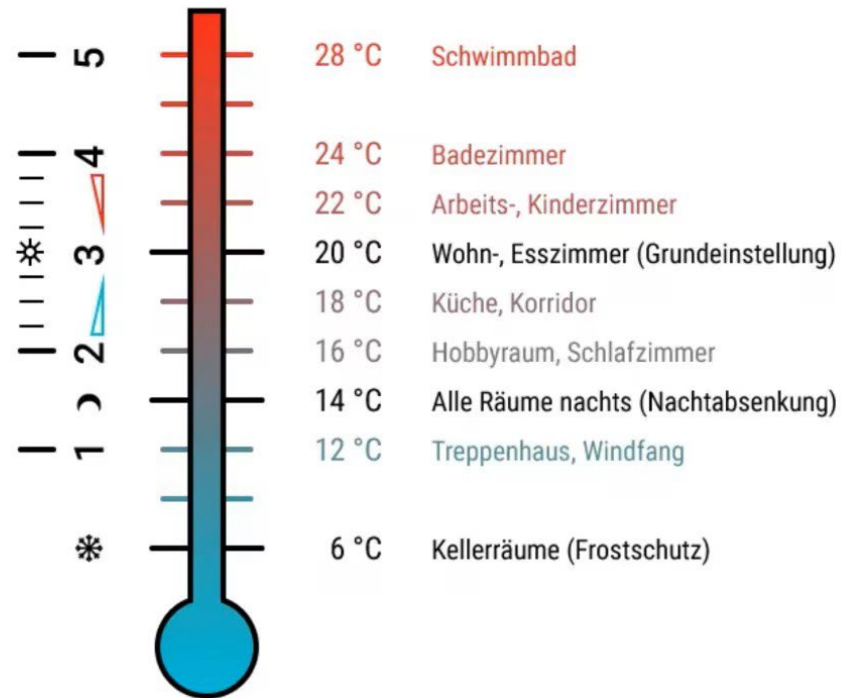 5 28 °C Schwimmbad
4 24 °C Badezimmer
22 °C Arbeits-, Kinderzimmer
3 20 °C Wohn-, Esszimmer (Grundeinstellung)
18 °C Küche, Korridor
2 16 °C Hobbyraum, Schlafzimmer
14 °C Alle Räume nachts (Nachtabsenkung)
1 12 °C Treppenhaus, Windfang
6 °C Kellerräume (Frostschutz)